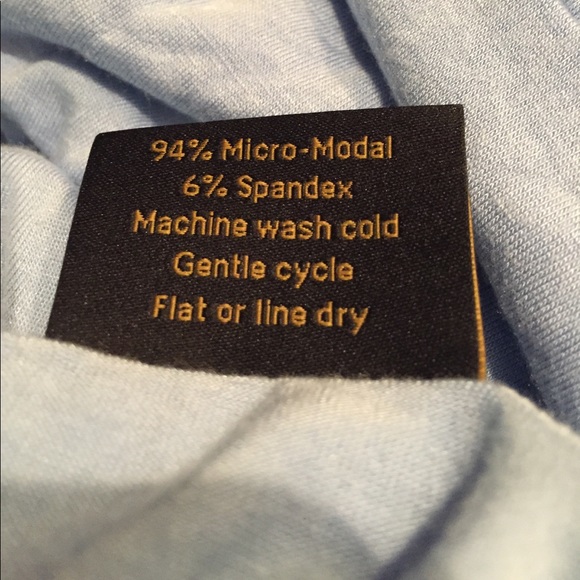 94% Micro-Modal
6% Spandex
Machine wash cold
Gentle cycle
Flat or line dry